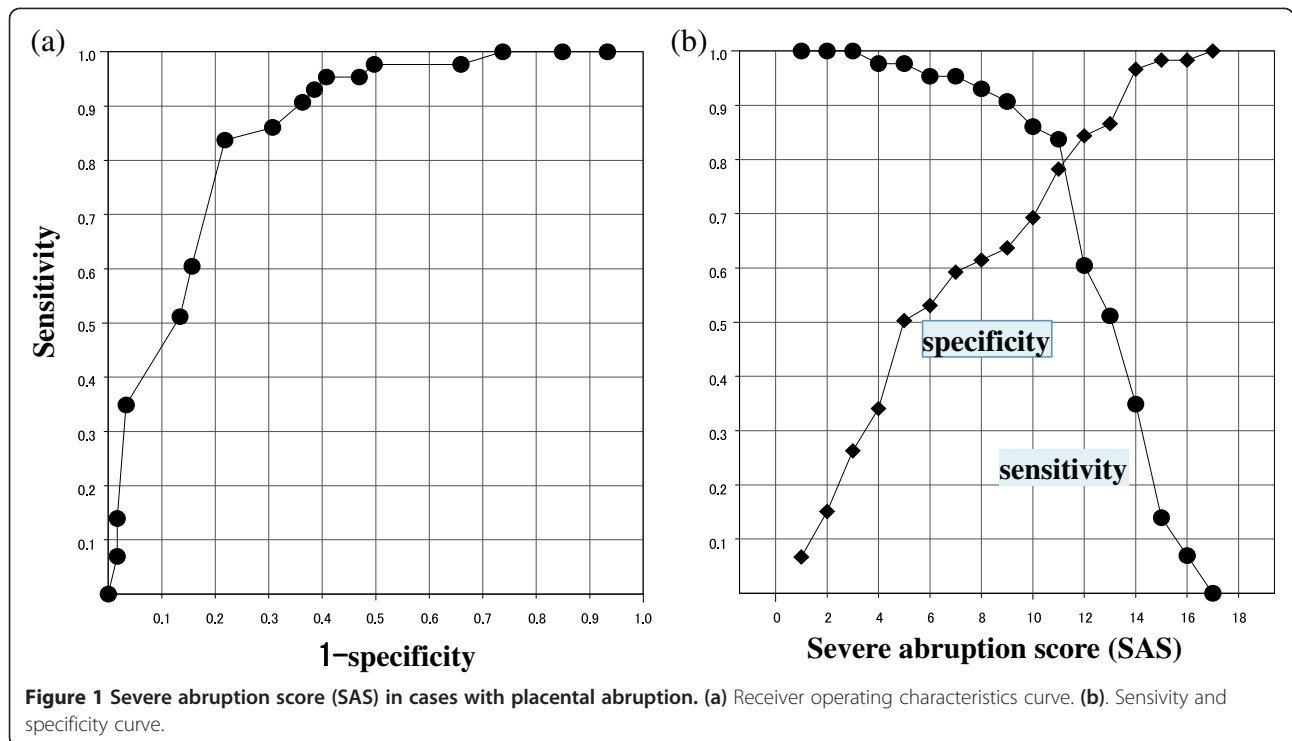 (a)
1.0
0.9
0.8
0.7
0.6
0.5
0.4
0.3
0.2
0.1
Sensitivity
0.1 0.2 0.3 0.4 0.5 0.6 0.7 0.8 0.9 1.0
1-specificity
(b)
1.0
0.9
0.8
0.7
0.6
0.5
0.4
0.3
0.2
0.1
specificity
sensitivity
0 2 4 6 8 10 12 14 16 18
Severe abruption score (SAS)
Figure 1 Severe abruption score (SAS) in cases with placental abruption. (a) Receiver operating characteristics curve. (b). Sensivity and
specificity curve.